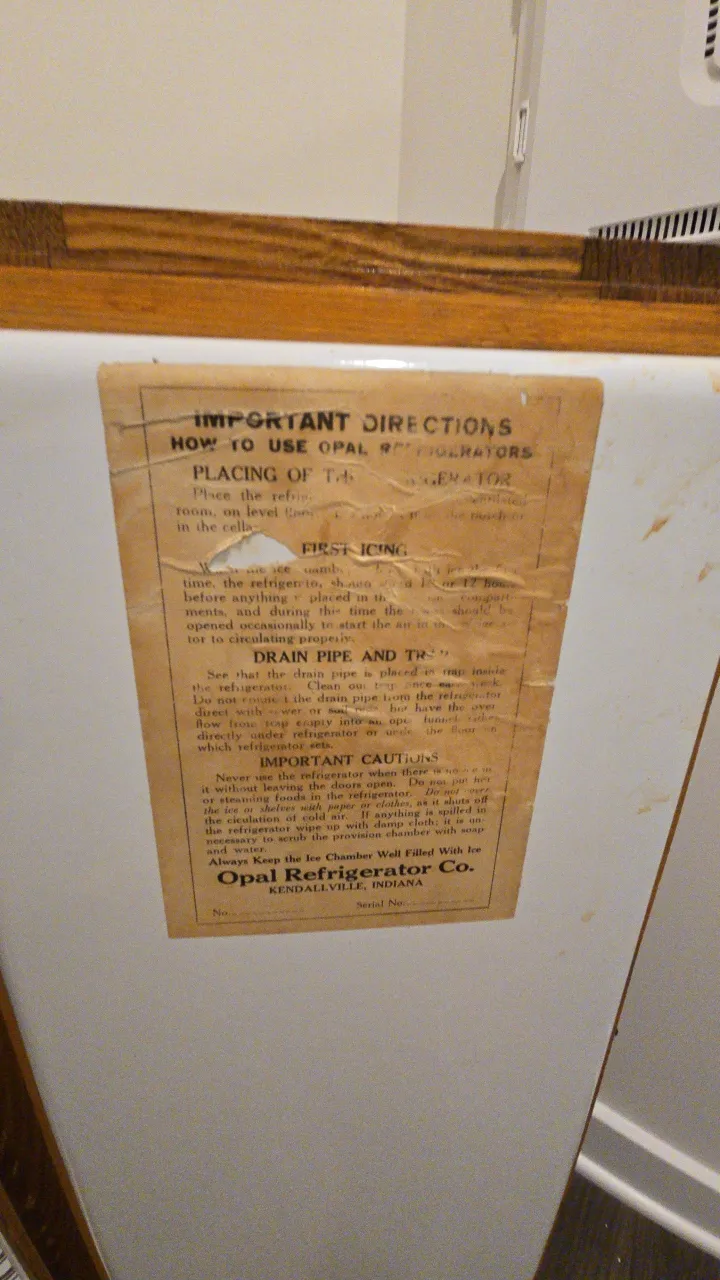 IMPORTANT DIRECTIONS
HOW TO USE OPAL REFRIGERATORS
PLACING OF
Place the
room, on level
in the
FIRST ICING
time, the refrigerator 12
before anything placed in
ments, and during this time the should be
opened occasionally to start the air in
tor to circulating properly.
DRAIN PIPE AND
See that the drain pipe is placed in trap inside
the refrigerator. Clean out once
Do not connect the drain pipe from the refrigerator
direct with sewer or but have the over
flow from trap empty into an open funnel
directly under refrigerator or the floor on
which refrigerator sets.
IMPORTANT CAUTIONS
Never use the refrigerator when there is no ice in
it without leaving the doors open. Do not put hot
or steaming foods in the refrigerator. Do not cover
the ice or shelves with paper or clothes, as it shuts off
the ciculation of cold air. If anything is spilled in
the refrigerator wipe up with damp cloth; it is un-
necessary to scrub the provision chamber with soap
and water.
Always Keep the Ice Chamber Well Filled With Ice
Opal Refrigerator Co.
KENDALLVILLE, INDIANA
No. Serial No.